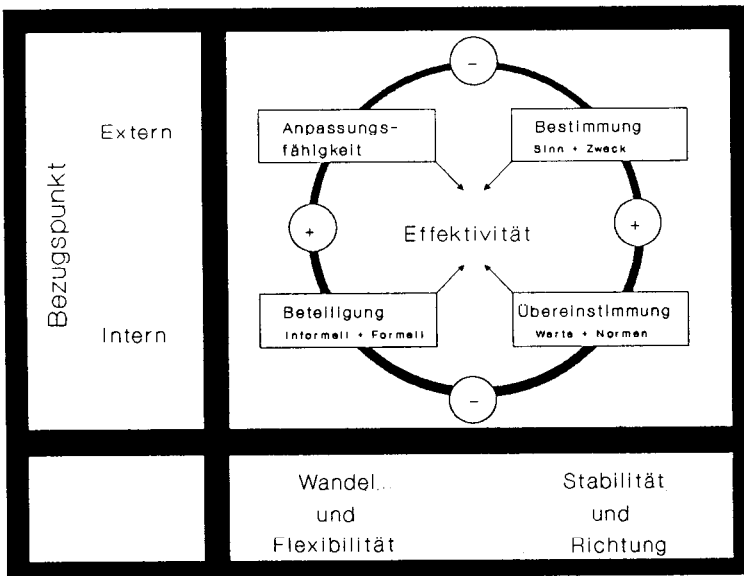 Bezugspunkt
Extern
Intern
−
Anpassungs-
fähigkeit
Bestimmung
Sinn + Zweck
+
Effektivität
+
Beteiligung
Informell + Formell
Übereinstimmung
Werte + Normen
−
Wandel
und
Flexibilität
Stabilität
und
Richtung